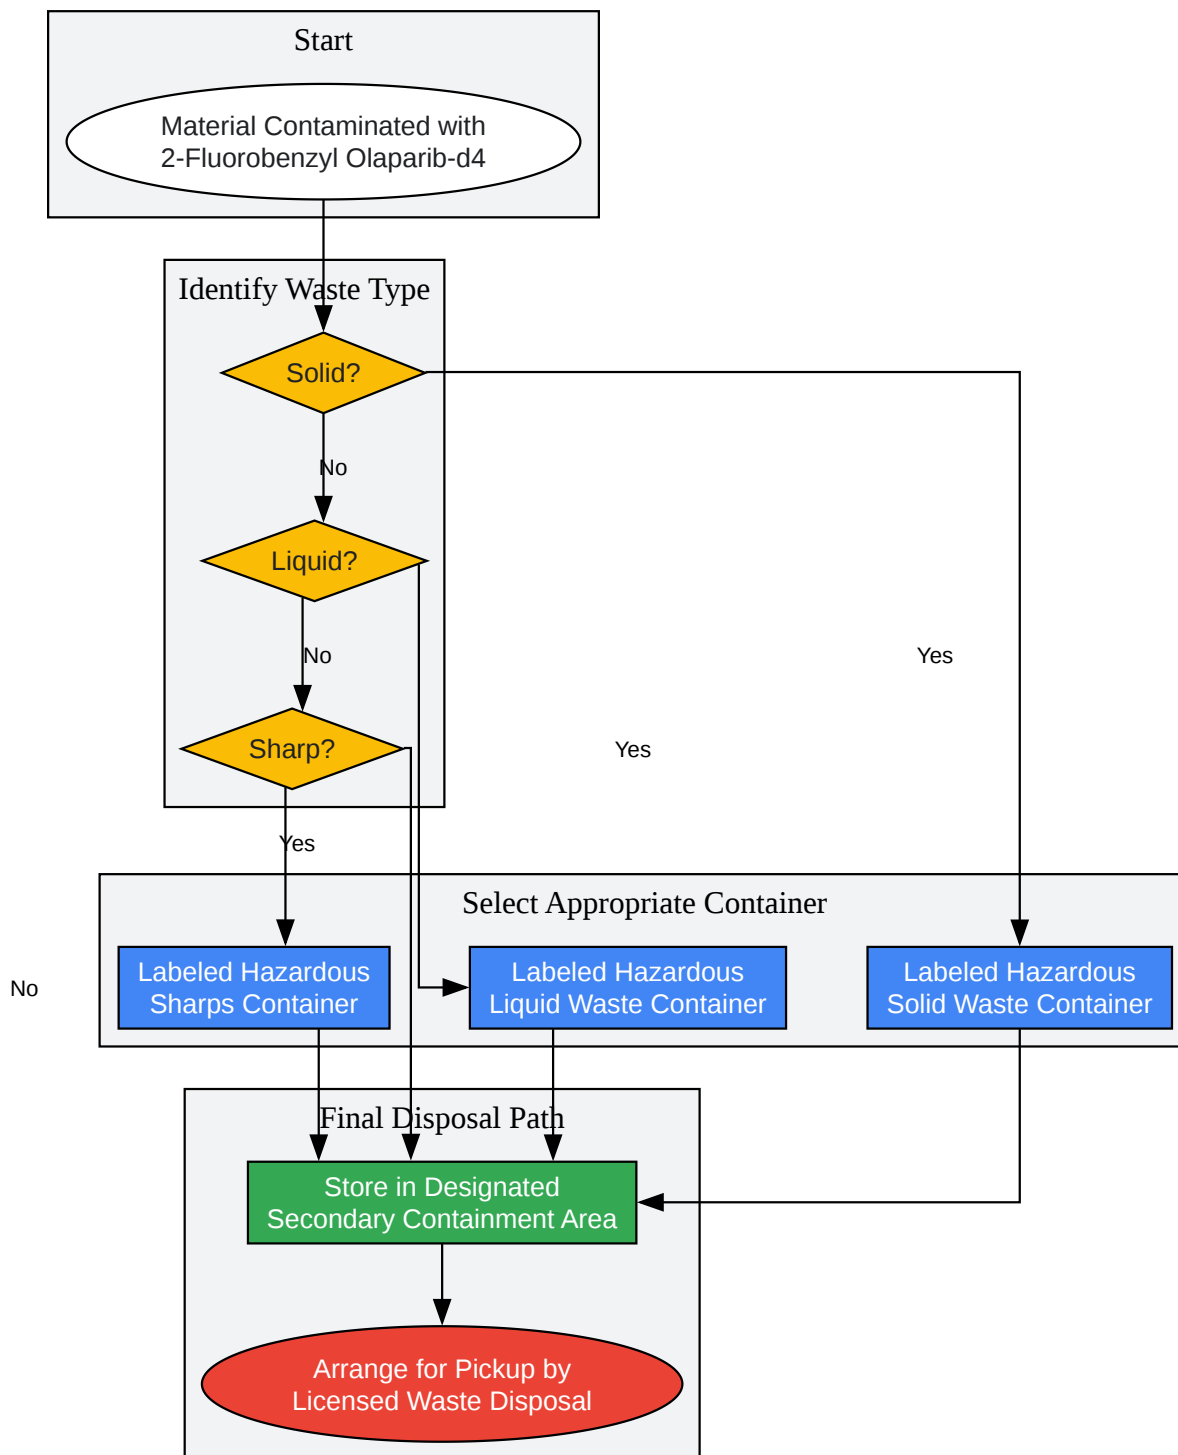 Start
Material Contaminated with
2-Fluorobenzyl Olaparib-d4
Identify Waste Type
Solid?
No
Liquid?
No
Yes
Sharp?
Yes
Yes
Select Appropriate Container
Labeled Hazardous
Sharps Container
Labeled Hazardous
Liquid Waste Container
Labeled Hazardous
Solid Waste Container
No
Final Disposal Path
Store in Designated
Secondary Containment Area
Arrange for Pickup by
Licensed Waste Disposal